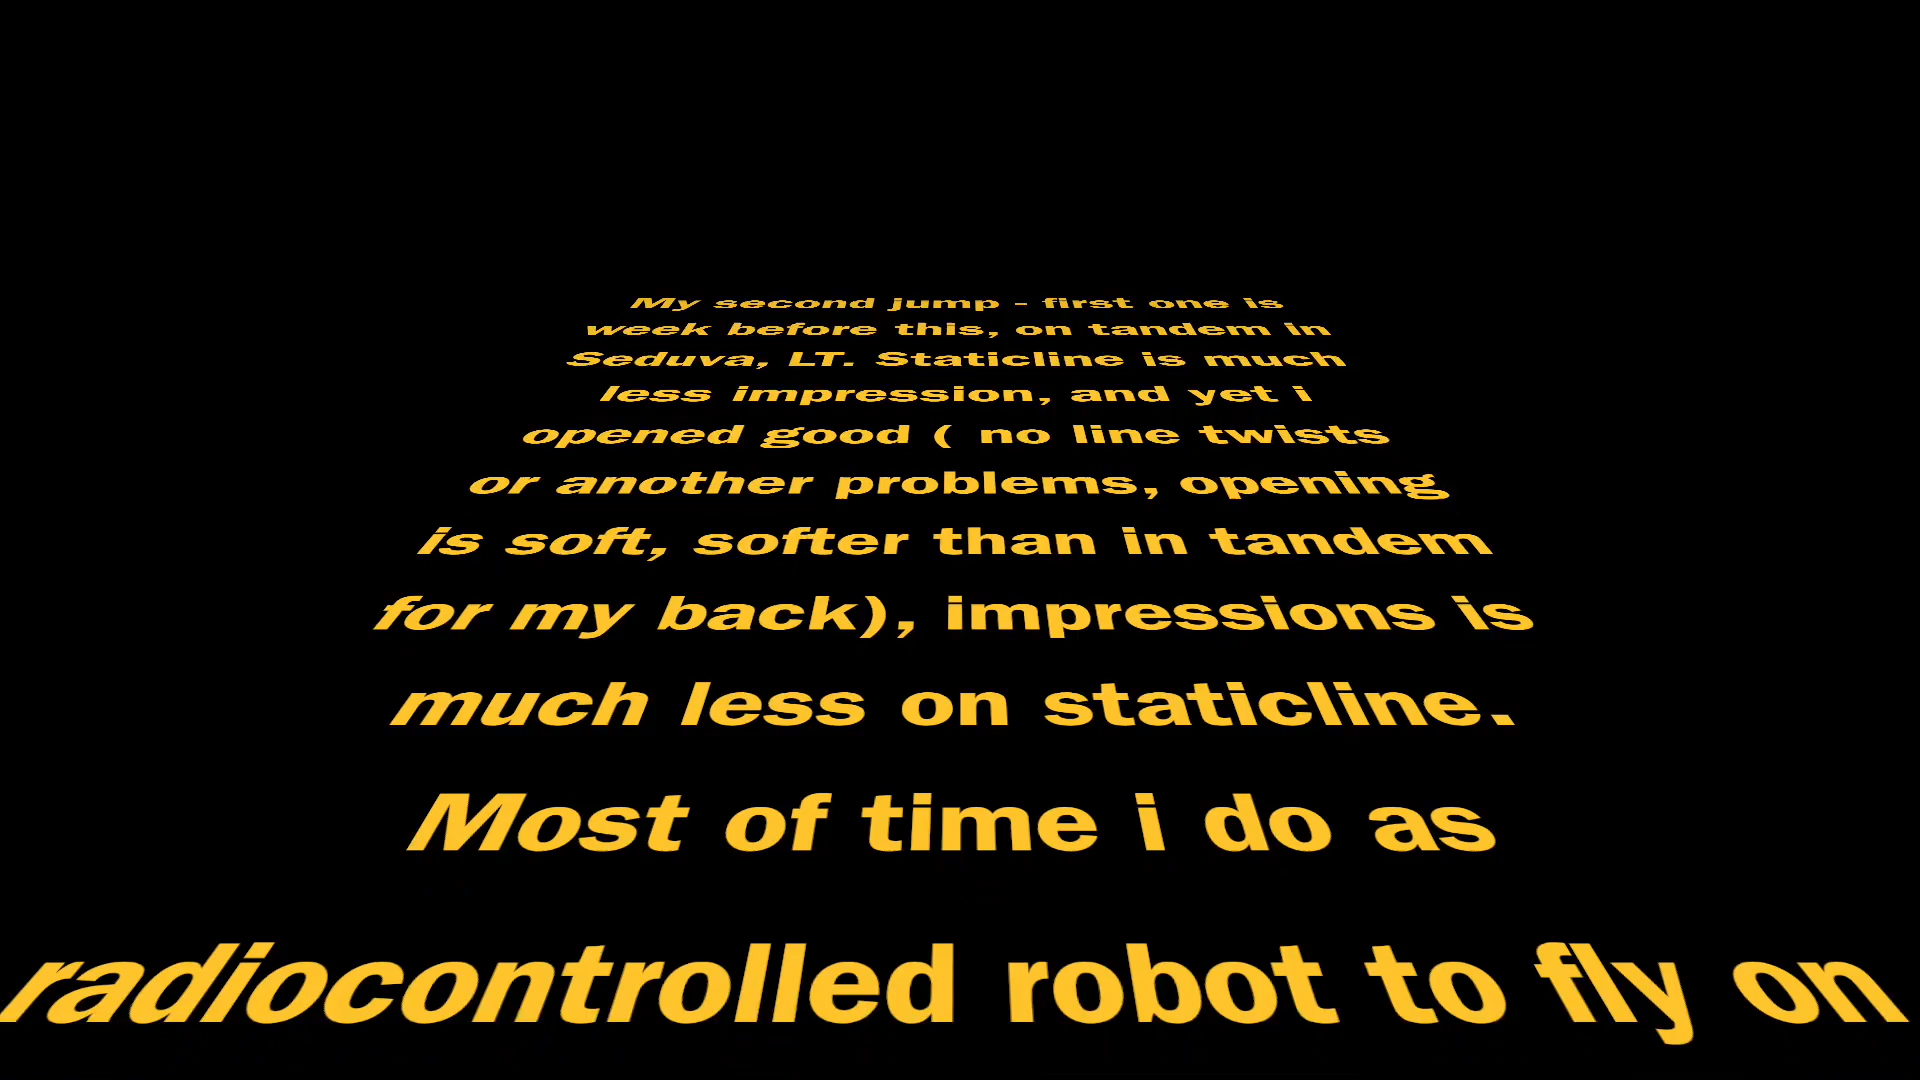 My second jump - first one is
week before this, on tandem in
Seduva, LT. Staticline is much
less impression, and yet i
opened good ( no line twists
or another problems, opening
is soft, softer than in tandem
for my back), impressions is
much less on staticline.
Most of time i do as
radiocontrolled robot to fly on